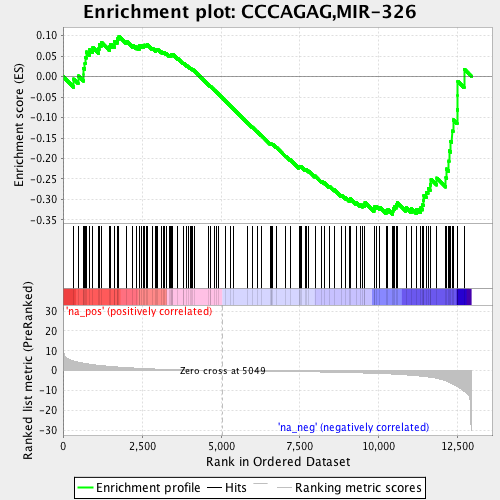 Enrichment plot: CCCAGAG,MIR-326
Enrichment score (ES)
0.10
0.05
0.00
-0.05
-0.10
-0.15
-0.20
-0.25
-0.30
-0.35
Ranked list metric (PreRanked)
30
20
10
0
-10
-20
-30
'na_pos' (positively correlated)
Zero cross at 5049
'na_neg' (negatively correlated)
0
2,500
5,000
7,500
10,000
12,500
Rank in Ordered Dataset
Enrichment profile
Hits
Ranking metric scores